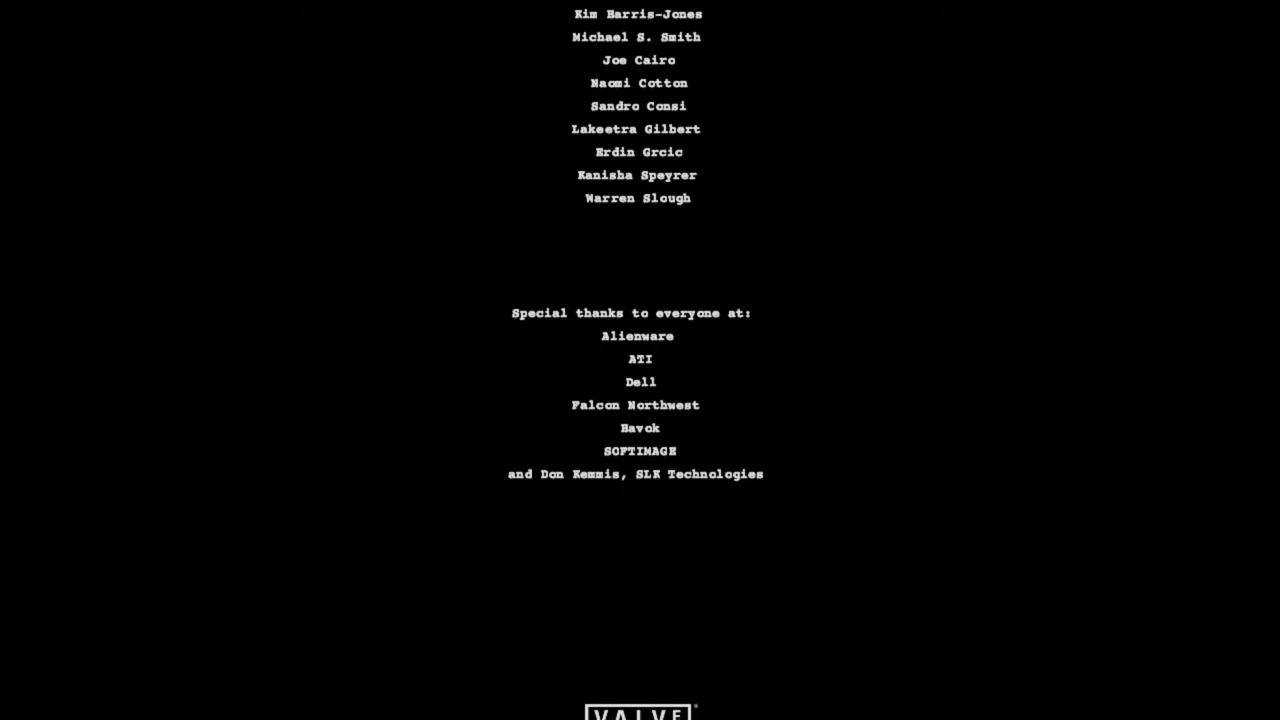 Kim Harris-Jones
Michael S. Smith
Joe Cairo
Naomi Cotton
Sandro Consi
Lakeetra Gilbert
Erdin Grcic
Kanisha Speyrer
Warren Slough
Special thanks to everyone at:
Alienware
ATI
Dell
Falcon Northwest
Havok
SOFTIMAGE
and Don Kemmis, SLK Technologies
VALVE